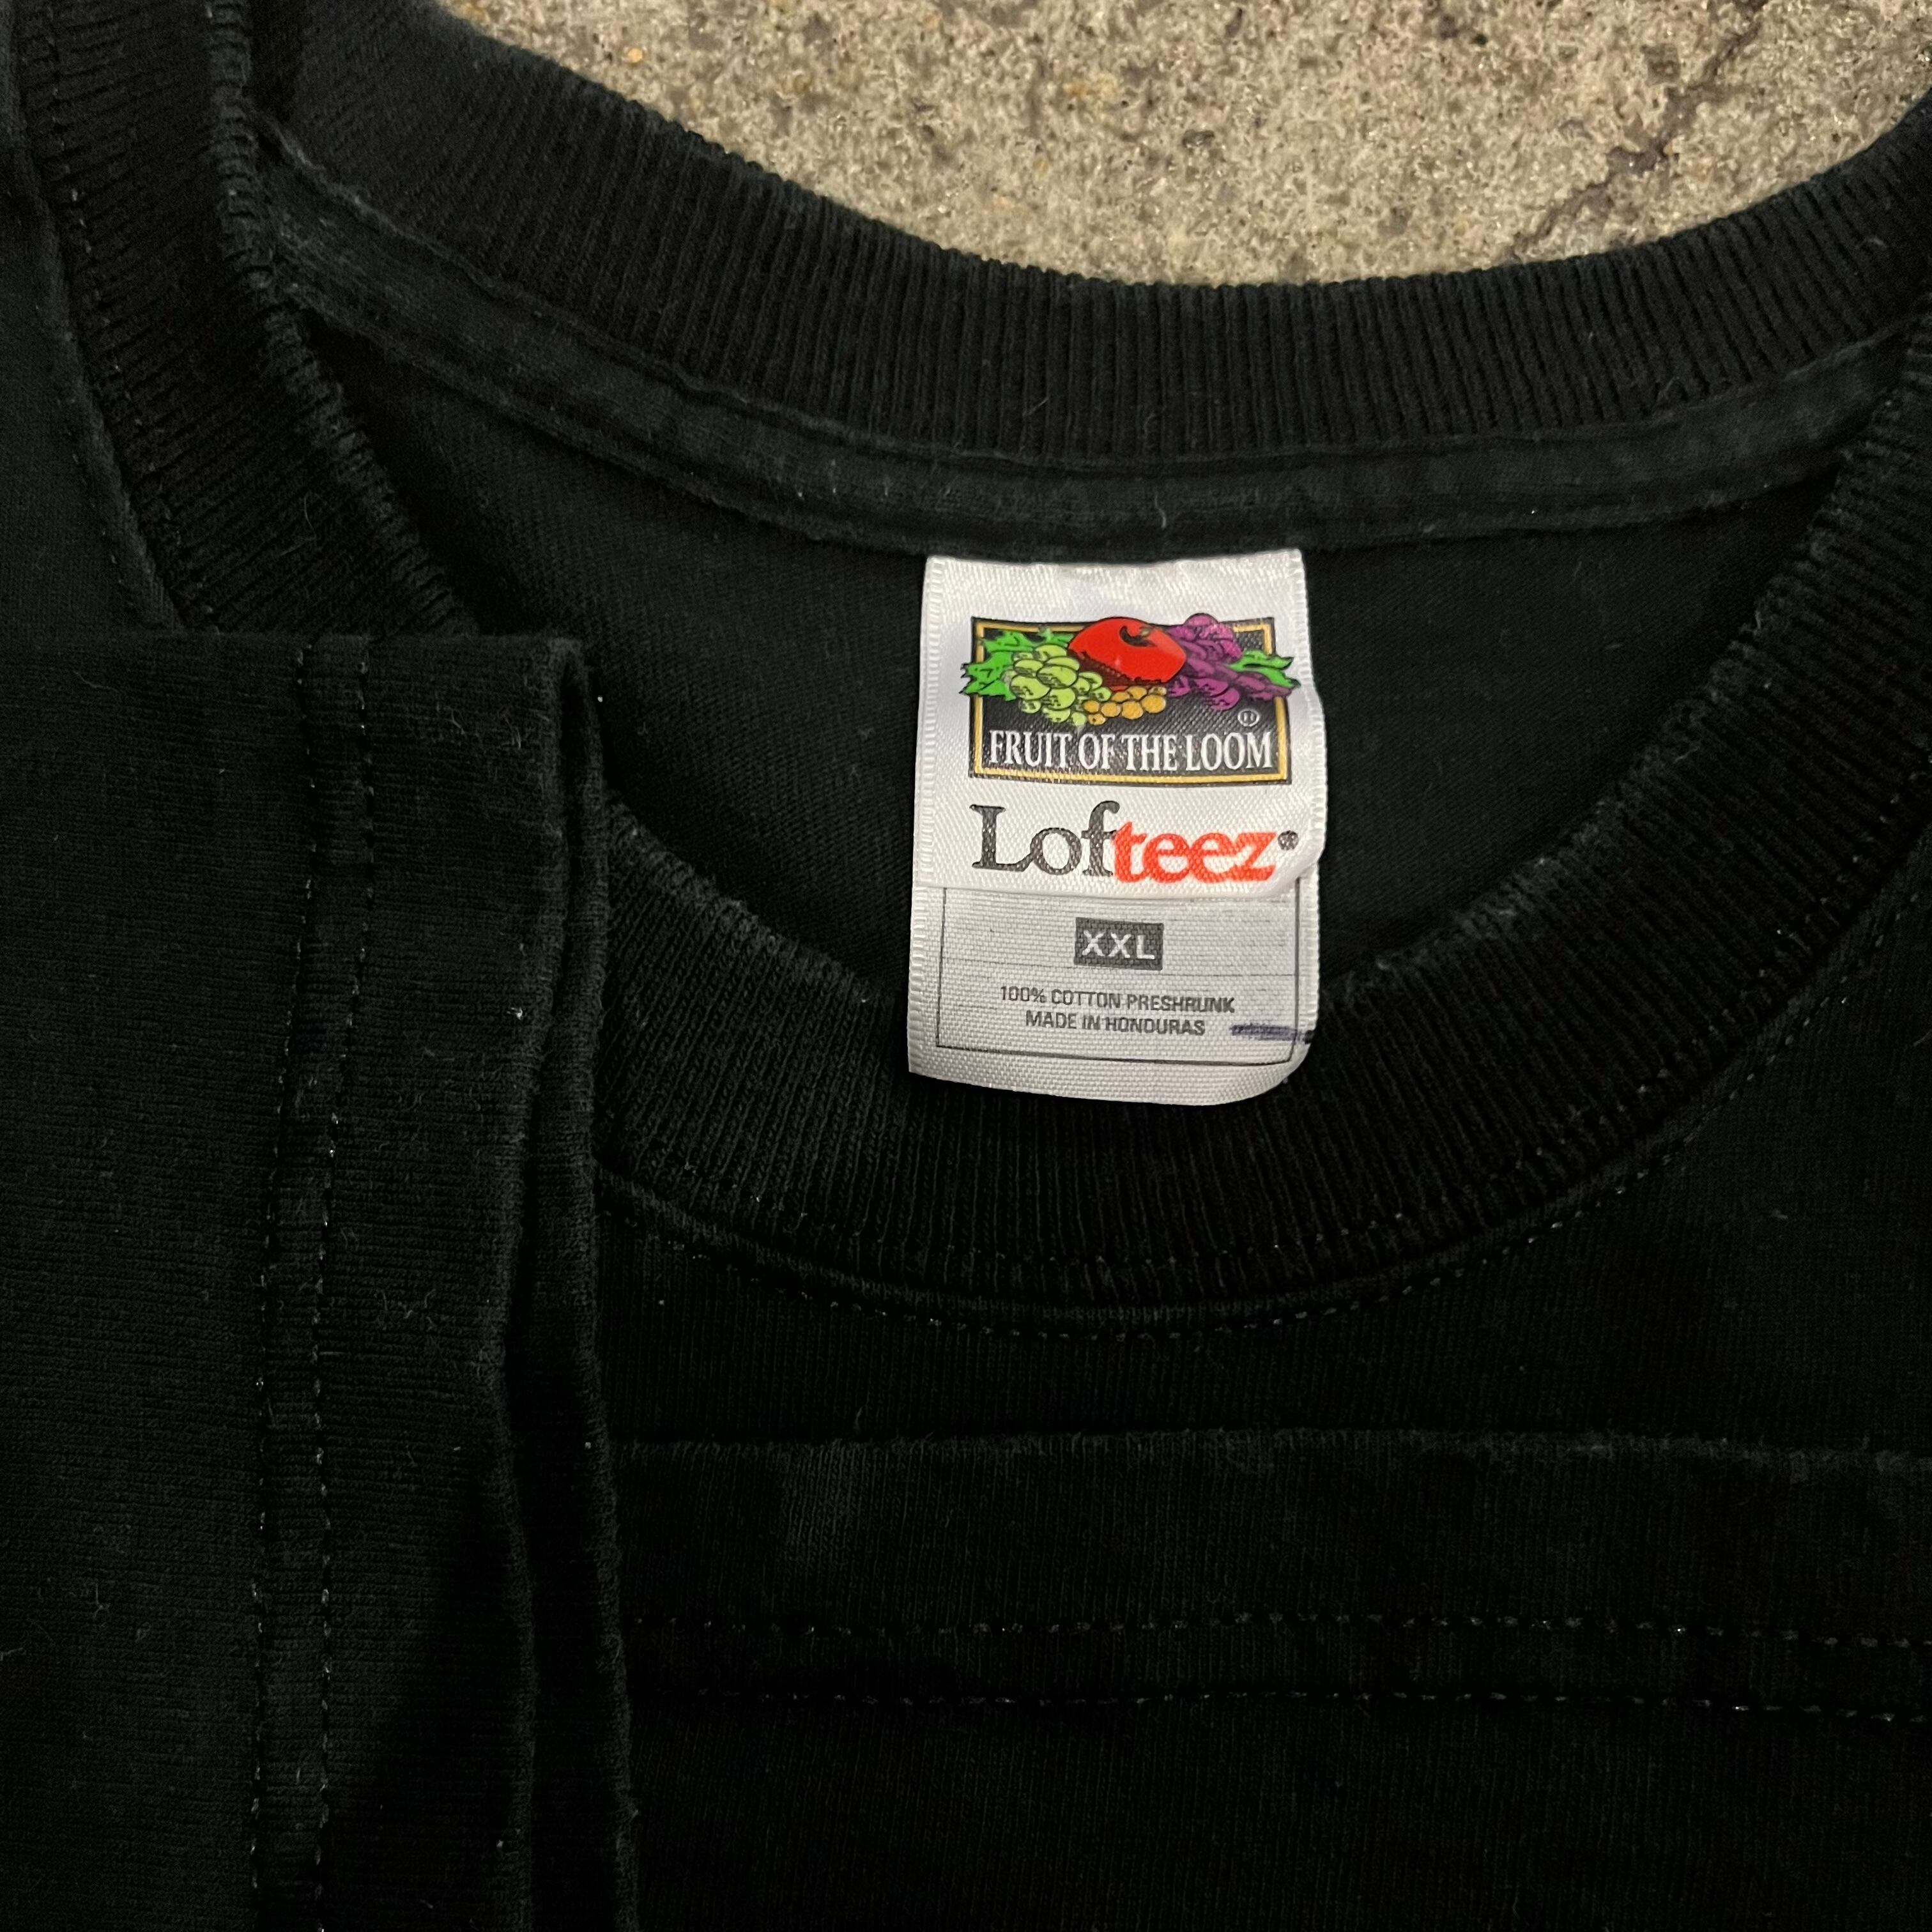 FRUIT OF THE LOOM®
Lofteez®
XXL
100% COTTON PRESHRUNK
MADE IN HONDURAS